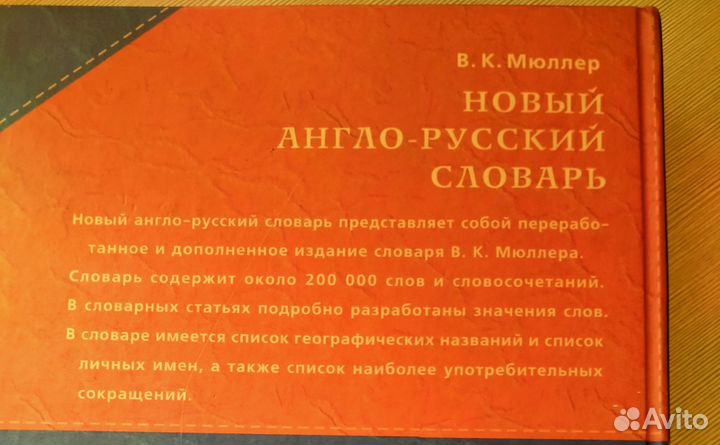 В. К. Мюллер
НОВЫЙ
АНГЛО-РУССКИЙ
СЛОВАРЬ
Новый англо-русский словарь представляет собой перерабо-
танное и дополненное издание словаря В. К. Мюллера.
Словарь содержит около 200 000 слов и словосочетаний.
В словарных статьях подробно разработаны значения слов.
В словаре имеется список географических названий и список
личных имен, а также список наиболее употребительных
сокращений.
Avito